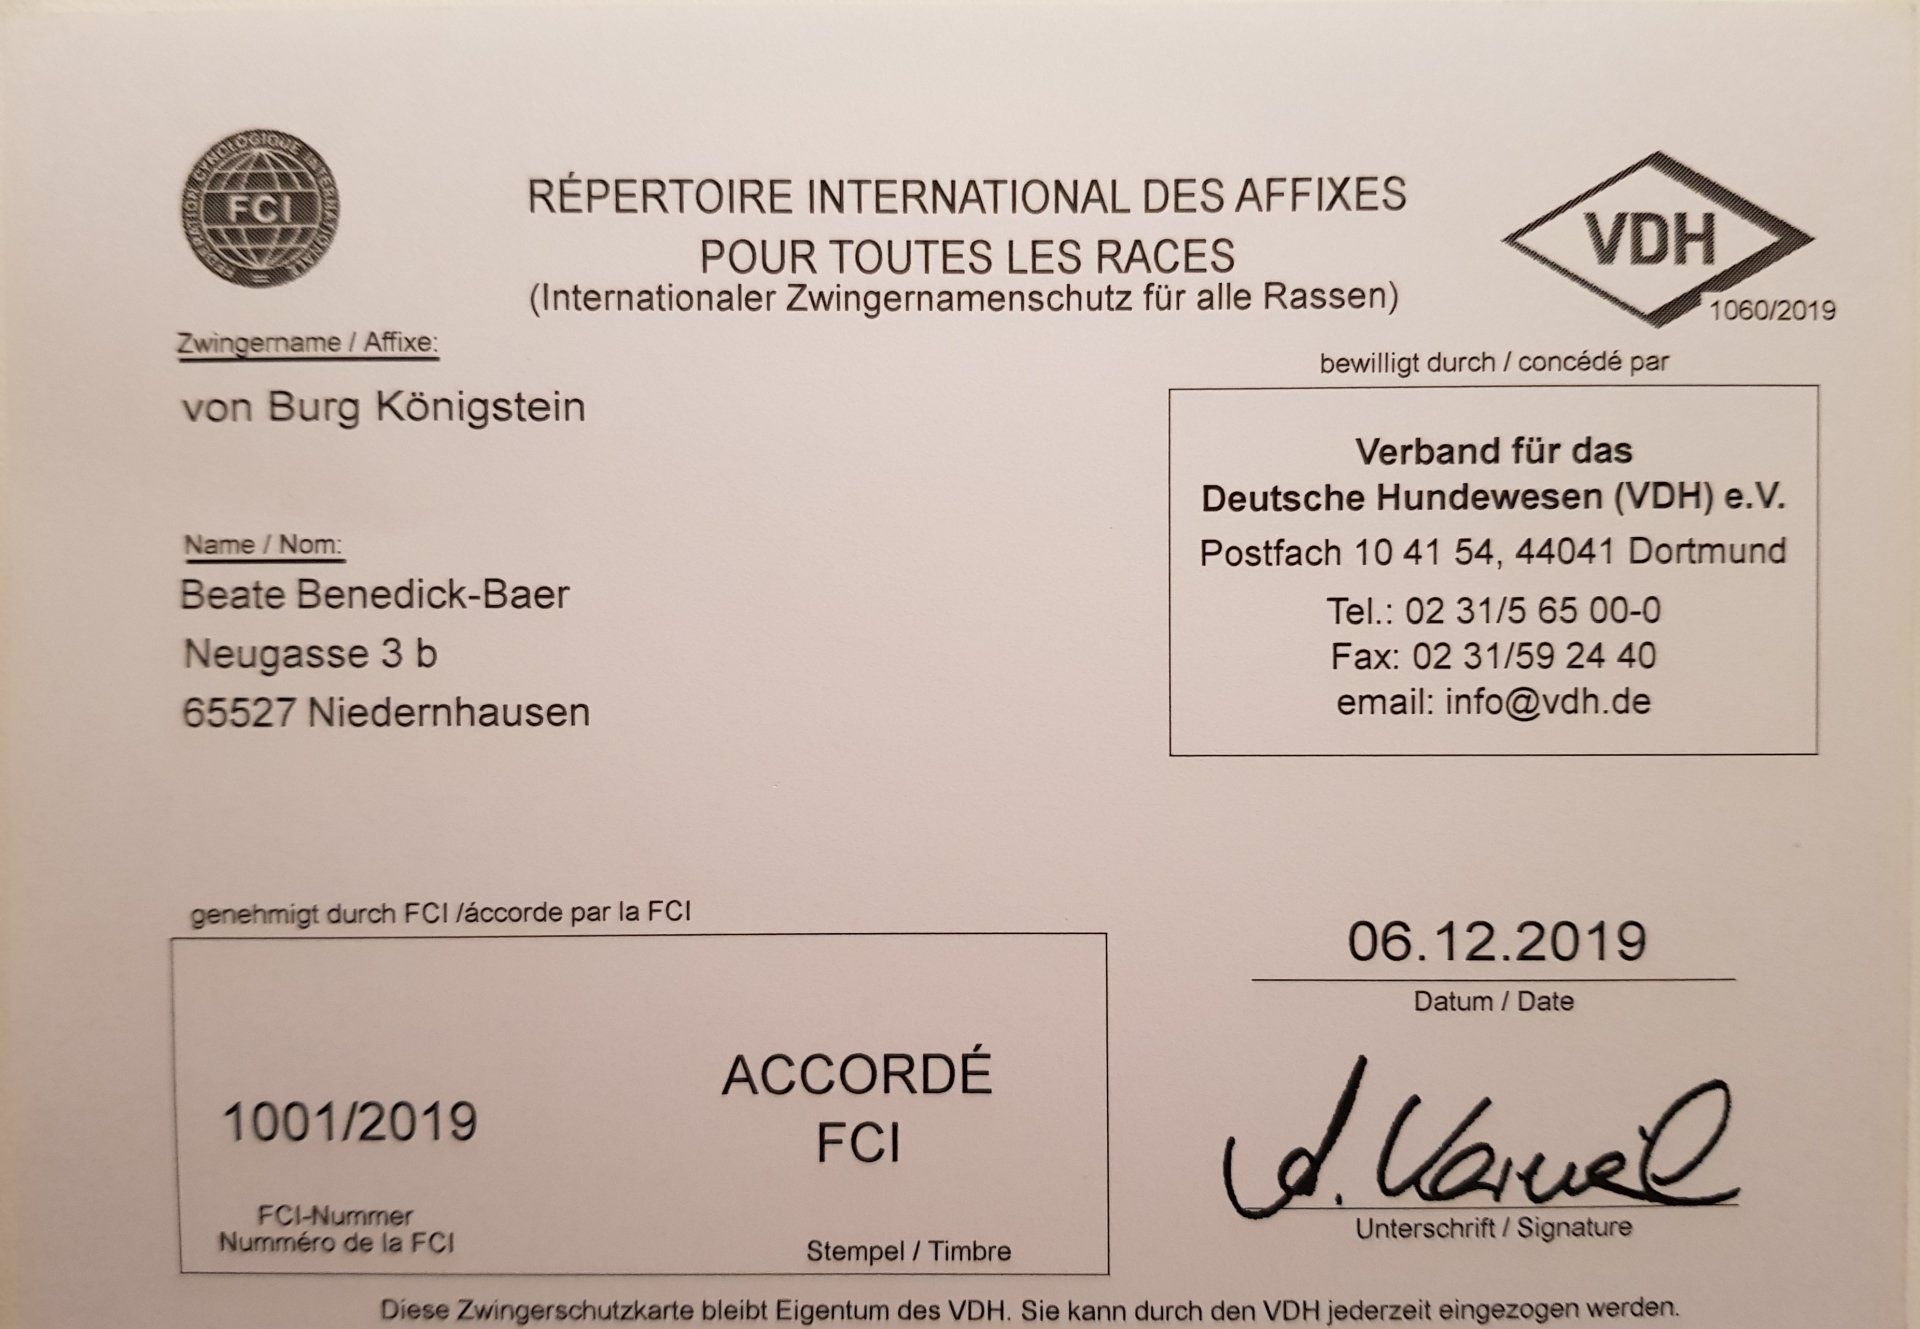 FEDERATION CYNOLOGIQUE INTERNATIONALE
FCI
RÉPERTOIRE INTERNATIONAL DES AFFIXES
POUR TOUTES LES RACES
(Internationaler Zwingernamenschutz für alle Rassen)
VDH
1060/2019
Zwingername / Affixe:
von Burg Königstein
Name / Nom:
Beate Benedick-Baer
Neugasse 3 b
65527 Niedernhausen
bewilligt durch / concédé par
Verband für das
Deutsche Hundewesen (VDH) e.V.
Postfach 10 41 54, 44041 Dortmund
Tel.: 02 31/5 65 00-0
Fax: 02 31/59 24 40
email: info@vdh.de
genehmigt durch FCI /áccorde par la FCI
1001/2019
FCI-Nummer
Numméro de la FCI
ACCORDÉ
FCI
Stempel / Timbre
06.12.2019
Datum / Date
Unterschrift / Signature
Diese Zwingerschutzkarte bleibt Eigentum des VDH. Sie kann durch den VDH jederzeit eingezogen werden.